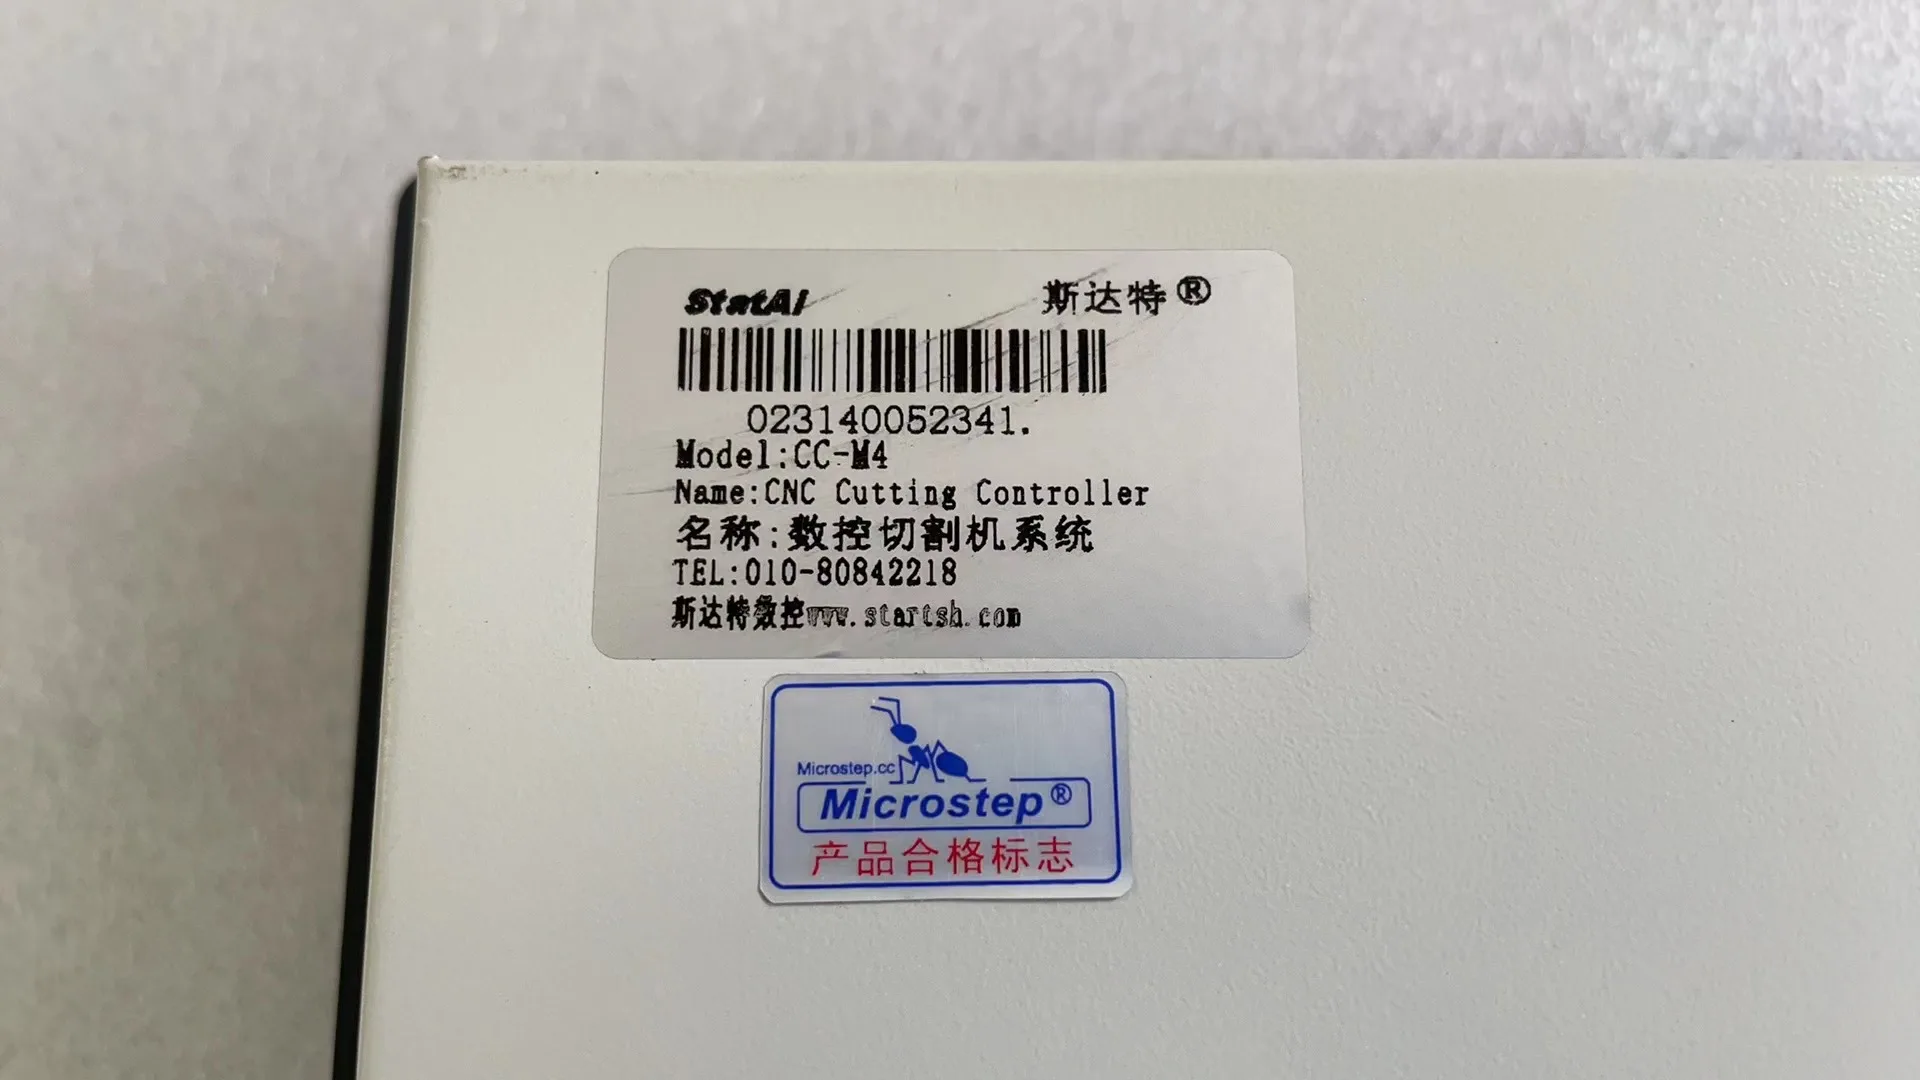 StatAi 斯达特®
023140052341.
Model:CC-M4
Name:CNC Cutting Controller
名称:数控切割机系统
TEL:010-80842218
斯达特数控www.startsh.com
Microstep.cc
Microstep®
产品合格标志